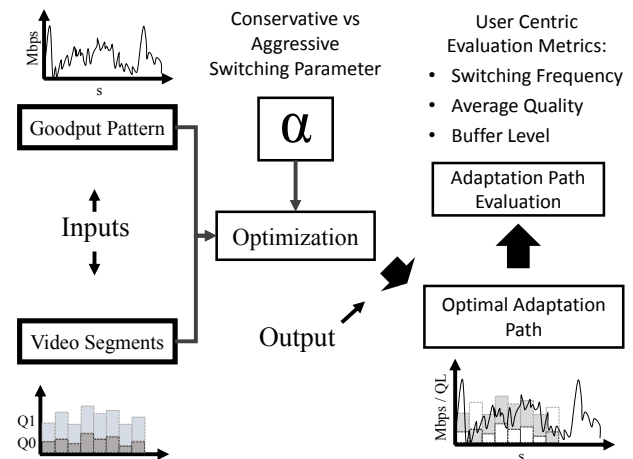 Mbps
s
Goodput Pattern
Inputs
Video Segments
Q1
Q0
Conservative vs
Aggressive
Switching Parameter
α
Optimization
Output
User Centric
Evaluation Metrics:
• Switching Frequency
• Average Quality
• Buffer Level
Adaptation Path
Evaluation
Optimal Adaptation
Path
Mbps / QL
s